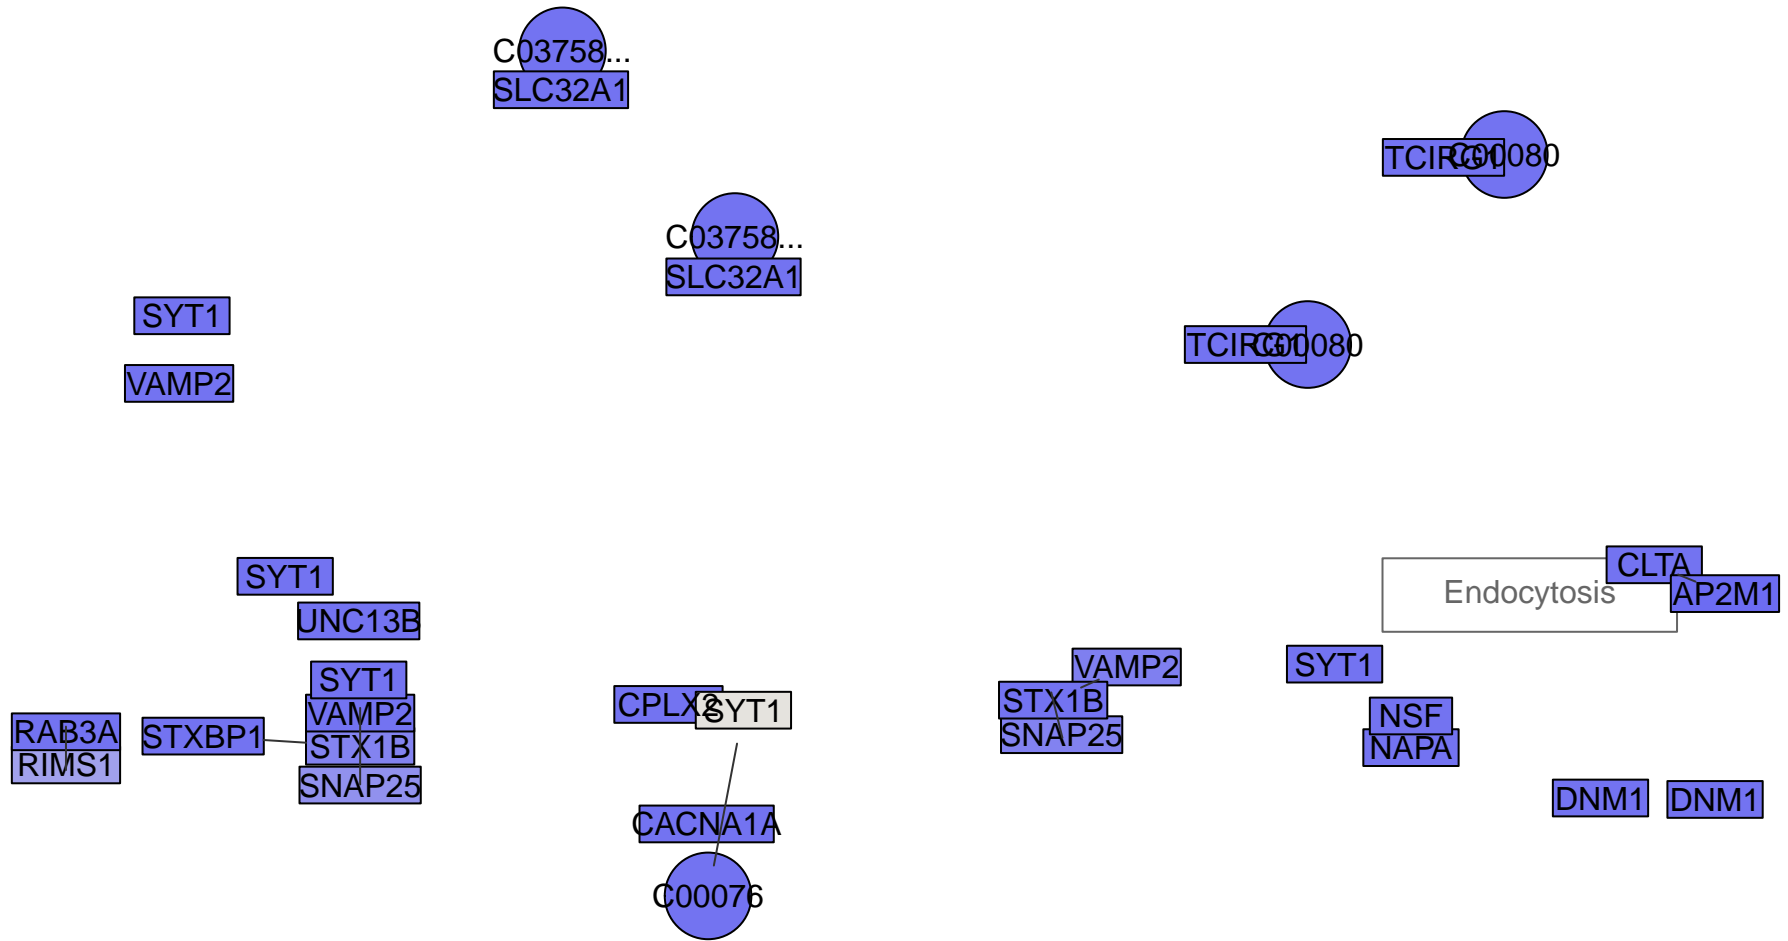 C03758...
SLC32A1
TCIRG1
C00080
C03758...
SLC32A1
SYT1
TCIRG1
C00080
VAMP2
SYT1
CLTA
Endocytosis
AP2M1
UNC13B
SYT1
VAMP2
SYT1
VAMP2
CPLX2
SYT1
STX1B
NSF
RAB3A
STXBP1
STX1B
SNAP25
NAPA
RIMS1
SNAP25
DNM1
DNM1
CACNA1A
C00076